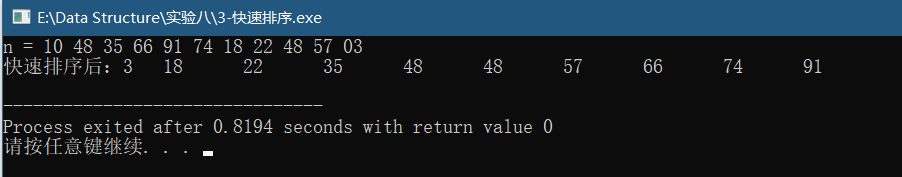 E:\Data Structure\实验八\3-快速排序.exe
n = 10 48 35 66 91 74 18 22 48 57 03
快速排序后：3 18 22 35 48 48 57 66 74 91
--------------------------------
Process exited after 0.8194 seconds with return value 0
请按任意键继续. . .